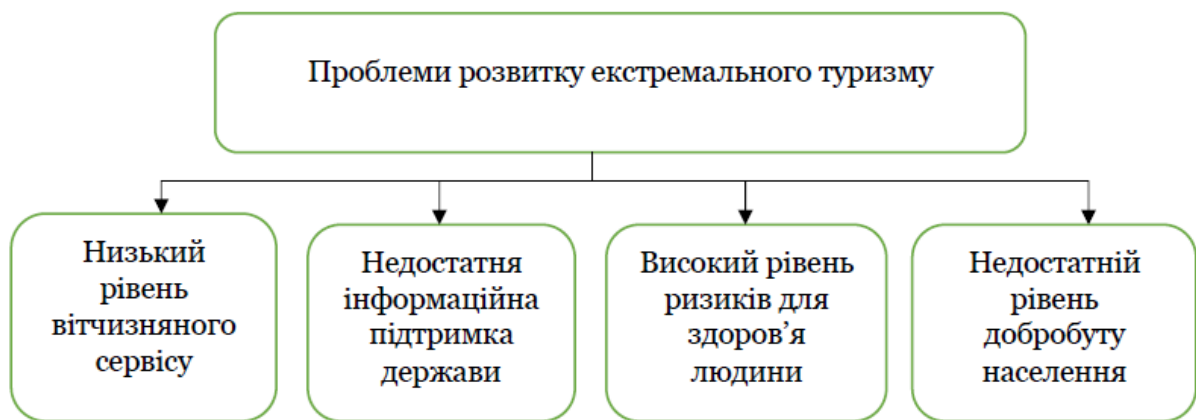 Проблеми розвитку екстремального туризму
Низький
рівень
вітчизняного
сервісу
Недостатня
інформаційна
підтримка
держави
Високий рівень
ризиків для
здоров’я
людини
Недостатній
рівень
добробуту
населення